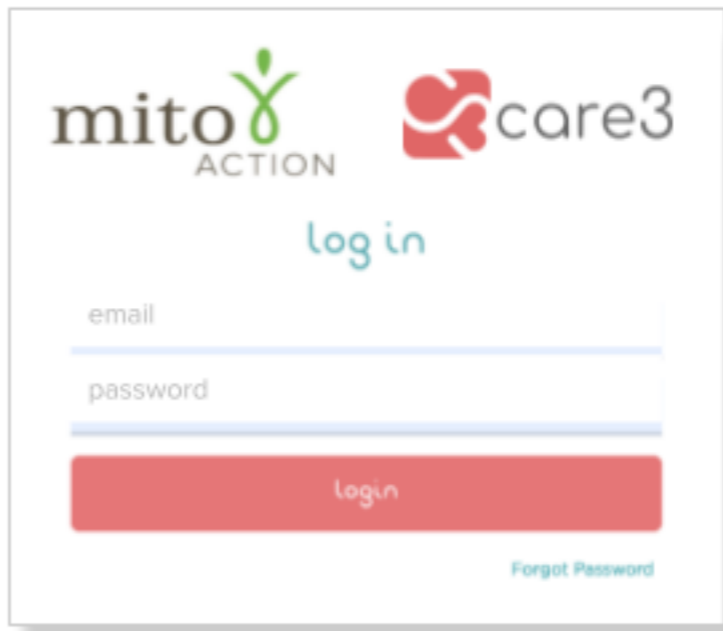 mito
ACTION
care3
log in
email
password
login
Forgot Password